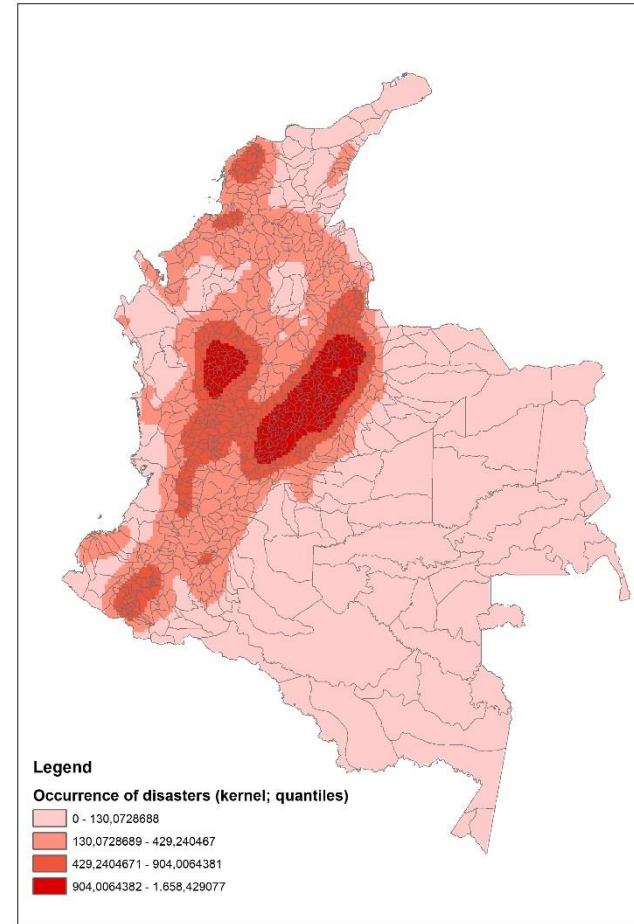 Legend
Occurrence of disasters (kernel; quantiles)
0 - 130,0728688
130,0728689 - 429,240467
429,2404671 - 904,0064381
904,0064382 - 1.658,429077